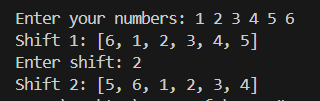 Enter your numbers: 1 2 3 4 5 6
Shift 1: [6, 1, 2, 3, 4, 5]
Enter shift: 2
Shift 2: [5, 6, 1, 2, 3, 4]